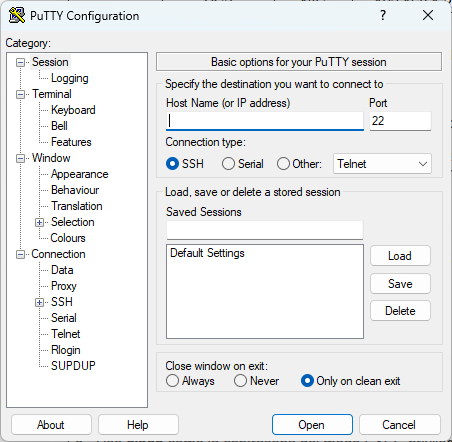 PuTTY Configuration
? X
Category:
Session
Logging
Terminal
Keyboard
Bell
Features
Window
Appearance
Behaviour
Translation
Selection
Colours
Connection
Data
Proxy
SSH
Serial
Telnet
Rlogin
SUPDUP
Basic options for your PuTTY session
Specify the destination you want to connect to
Host Name (or IP address) Port
22
Connection type:
SSH Serial Other: Telnet
Load, save or delete a stored session
Saved Sessions
Default Settings
Load
Save
Delete
Close window on exit:
Always Never Only on clean exit
About Help Open Cancel